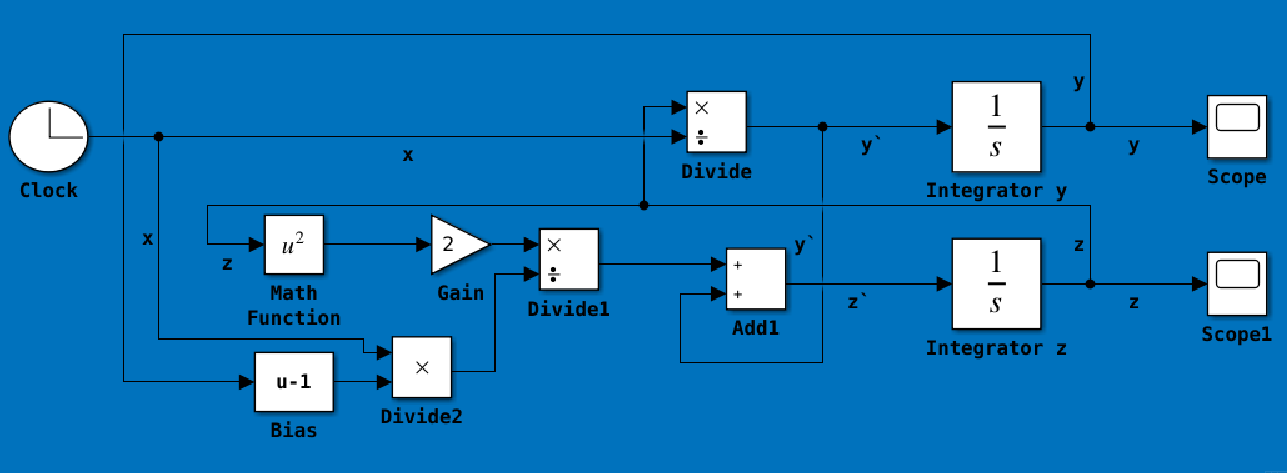 y
×
÷
1
s
x
y`
y
Clock
Divide
Integrator y
Scope
x
z
u²
2
×
÷
y`
+
+
1
s
z
z`
z
Math
Function
Gain
Divide1
Add1
Integrator z
Scope1
u-1
×
Bias
Divide2